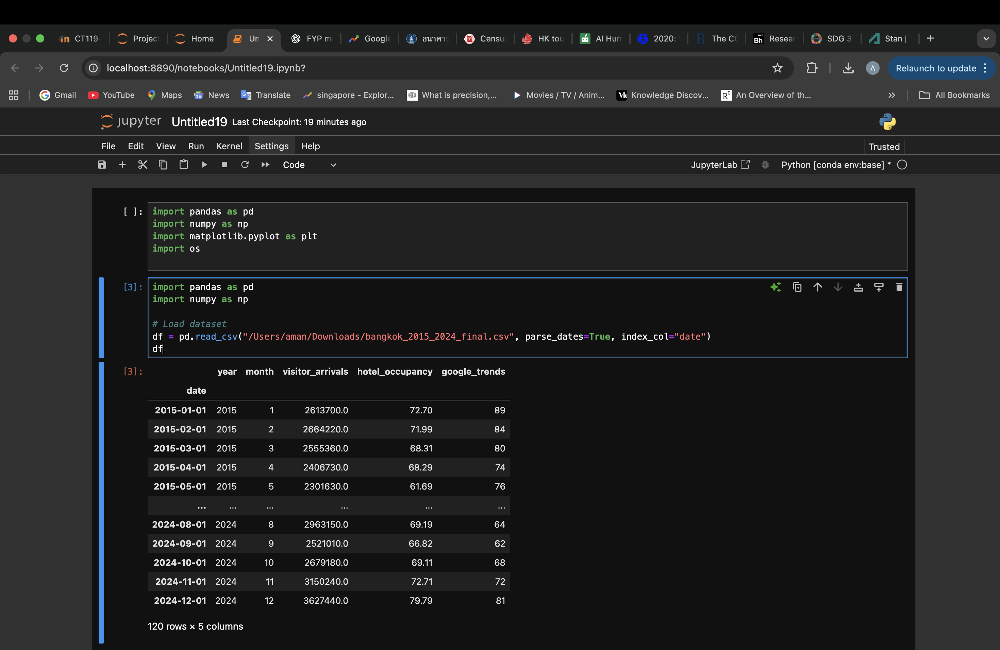 CT119-
Project
Home
Un
FYP m
Google
ธนาคาร
Censu
HK tou
AI Hum
2020:
The CO
Resear
SDG 3
Stan |
localhost:8890/notebooks/Untitled19.ipynb?
A
Relaunch to update
Gmail
YouTube
Maps
News
Translate
singapore - Explor...
What is precision,...
Movies / TV / Anim...
Knowledge Discov...
An Overview of th...
All Bookmarks
jupyter Untitled19 Last Checkpoint: 19 minutes ago
File Edit View Run Kernel Settings Help
Trusted
Code
JupyterLab
Python [conda env:base] *
[ ]:
import pandas as pd
import numpy as np
import matplotlib.pyplot as plt
import os
[3]:
import pandas as pd
import numpy as np
# Load dataset
df = pd.read_csv("/Users/aman/Downloads/bangkok_2015_2024_final.csv", parse_dates=True, index_col="date")
df
[3]:
year month visitor_arrivals hotel_occupancy google_trends
date
2015-01-01 2015 1 2613700.0 72.70 89
2015-02-01 2015 2 2664220.0 71.99 84
2015-03-01 2015 3 2555360.0 68.31 80
2015-04-01 2015 4 2406730.0 68.29 74
2015-05-01 2015 5 2301630.0 61.69 76
... ... ... ... ... ...
2024-08-01 2024 8 2963150.0 69.19 64
2024-09-01 2024 9 2521010.0 66.82 62
2024-10-01 2024 10 2679180.0 69.11 68
2024-11-01 2024 11 3150240.0 72.71 72
2024-12-01 2024 12 3627440.0 79.79 81
120 rows × 5 columns